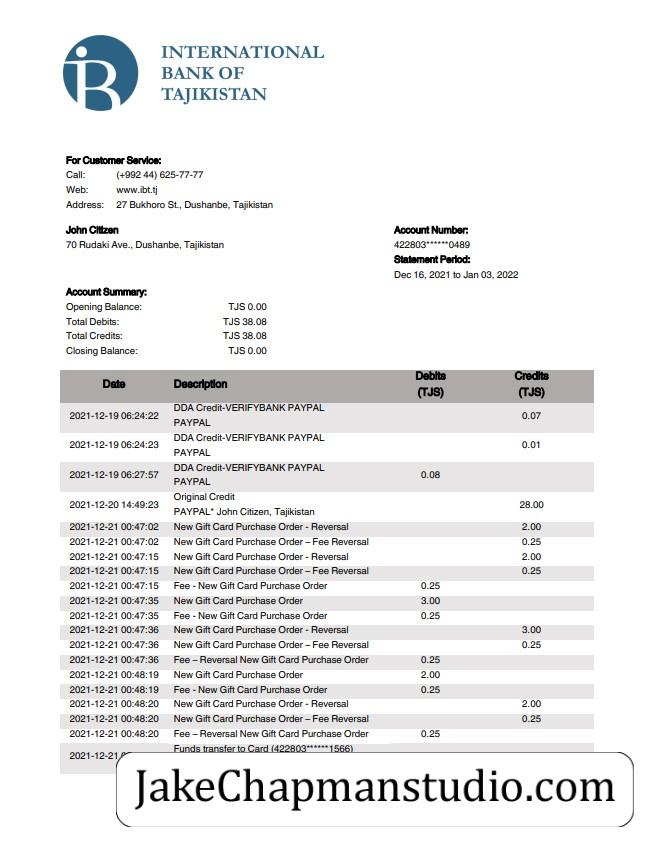 INTERNATIONAL
BANK OF
TAJIKISTAN
For Customer Service:
Call: (+992 44) 625-77-77
Web: www.ibt.tj
Address: 27 Bukhoro St., Dushanbe, Tajikistan
John Citizen
70 Rudaki Ave., Dushanbe, Tajikistan
Account Number:
422803******0489
Statement Period:
Dec 16, 2021 to Jan 03, 2022
Account Summary:
Opening Balance: TJS 0.00
Total Debits: TJS 38.08
Total Credits: TJS 38.08
Closing Balance: TJS 0.00
Date Description Debits (TJS) Credits (TJS)
2021-12-19 06:24:22 DDA Credit-VERIFYBANK PAYPAL PAYPAL 0.07
2021-12-19 06:24:23 DDA Credit-VERIFYBANK PAYPAL PAYPAL 0.01
2021-12-19 06:27:57 DDA Credit-VERIFYBANK PAYPAL PAYPAL 0.08
2021-12-20 14:49:23 Original Credit PAYPAL* John Citizen, Tajikistan 28.00
2021-12-21 00:47:02 New Gift Card Purchase Order - Reversal 2.00
2021-12-21 00:47:02 New Gift Card Purchase Order – Fee Reversal 0.25
2021-12-21 00:47:15 New Gift Card Purchase Order - Reversal 2.00
2021-12-21 00:47:15 New Gift Card Purchase Order – Fee Reversal 0.25
2021-12-21 00:47:15 Fee - New Gift Card Purchase Order 0.25
2021-12-21 00:47:35 New Gift Card Purchase Order 3.00
2021-12-21 00:47:35 Fee - New Gift Card Purchase Order 0.25
2021-12-21 00:47:36 New Gift Card Purchase Order - Reversal 3.00
2021-12-21 00:47:36 New Gift Card Purchase Order – Fee Reversal 0.25
2021-12-21 00:47:36 Fee – Reversal New Gift Card Purchase Order 0.25
2021-12-21 00:48:19 New Gift Card Purchase Order 2.00
2021-12-21 00:48:19 Fee - New Gift Card Purchase Order 0.25
2021-12-21 00:48:20 New Gift Card Purchase Order - Reversal 2.00
2021-12-21 00:48:20 New Gift Card Purchase Order – Fee Reversal 0.25
2021-12-21 00:48:20 Fee – Reversal New Gift Card Purchase Order 0.25
2021-12-21 Funds transfer to Card (422803******1566)
JakeChapmanstudio.com